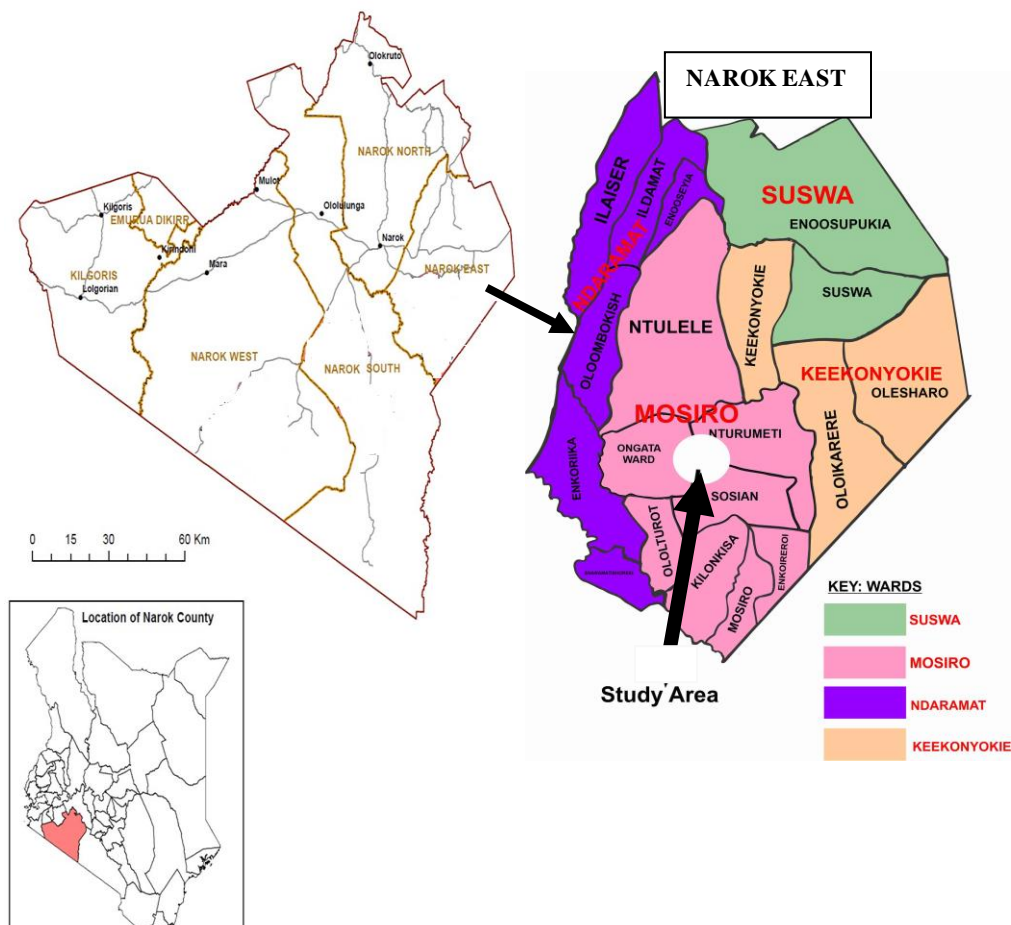 Olokruto
NAROK NORTH
Mulot
Ololulunga
Kilgoris
EMURUA DIKIRR
Kirindoni
Narok
NAROK EAST
KILGORIS
Lolgorian
Mara
NAROK WEST
NAROK SOUTH
0 15 30 60 Km
Location of Narok County
NAROK EAST
ILAISER
ILDAMAT
ENOOSEYIA
NDARAMAT
SUSWA
ENOOSUPUKIA
SUSWA
OLOOMBOKISH
NTULELE
KEEKONYOKIE
KEEKONYOKIE
OLESHARO
MOSIRO
NTURUMETI
ONGATA
WARD
OLOIKARERE
ENKORIIKA
SOSIAN
OLOLTUROT
KILONKISA
MOSIRO
ENKOIREROI
Study Area
KEY: WARDS
SUSWA
MOSIRO
NDARAMAT
KEEKONYOKIE